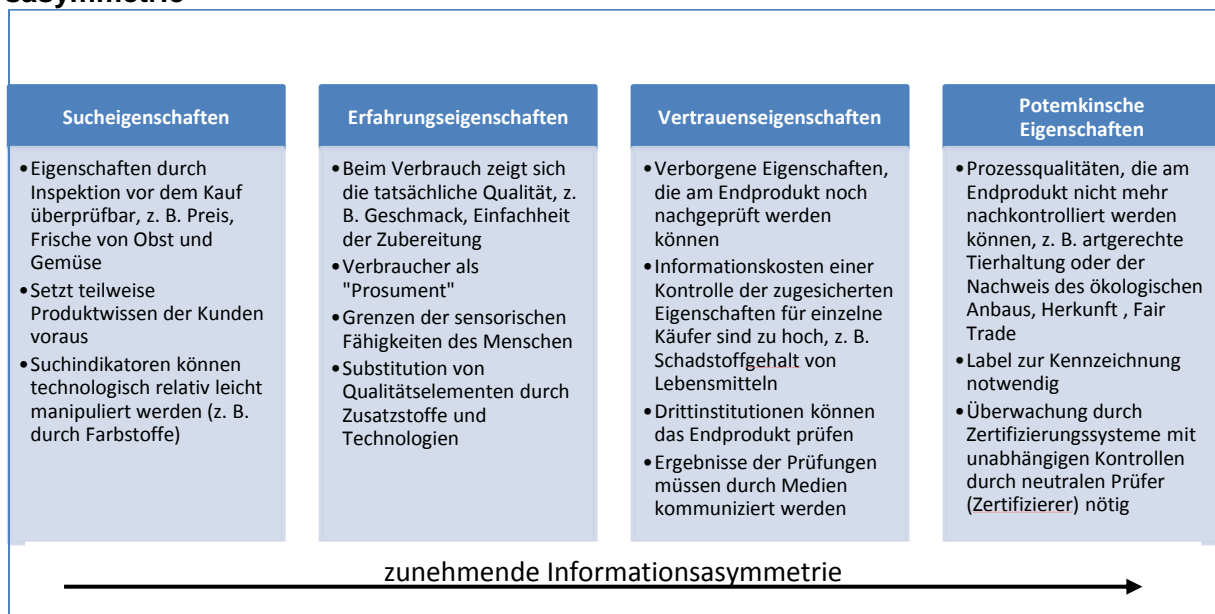 sasymmetrie
Sucheigenschaften
•Eigenschaften durch
Inspektion vor dem Kauf
überprüfbar, z. B. Preis,
Frische von Obst und
Gemüse
•Setzt teilweise
Produktwissen der Kunden
voraus
•Suchindikatoren können
technologisch relativ leicht
manipuliert werden (z. B.
durch Farbstoffe)
Erfahrungseigenschaften
•Beim Verbrauch zeigt sich
die tatsächliche Qualität, z.
B. Geschmack, Einfachheit
der Zubereitung
•Verbraucher als
"Prosument"
•Grenzen der sensorischen
Fähigkeiten des Menschen
•Substitution von
Qualitätselementen durch
Zusatzstoffe und
Technologien
Vertrauenseigenschaften
•Verborgene Eigenschaften,
die am Endprodukt noch
nachgeprüft werden
können
•Informationskosten einer
Kontrolle der zugesicherten
Eigenschaften für einzelne
Käufer sind zu hoch, z. B.
Schadstoffgehalt von
Lebensmitteln
•Drittinstitutionen können
das Endprodukt prüfen
•Ergebnisse der Prüfungen
müssen durch Medien
kommuniziert werden
Potemkinsche
Eigenschaften
•Prozessqualitäten, die am
Endprodukt nicht mehr
nachkontrolliert werden
können, z. B. artgerechte
Tierhaltung oder der
Nachweis des ökologischen
Anbaus, Herkunft , Fair
Trade
•Label zur Kennzeichnung
notwendig
•Überwachung durch
Zertifizierungssysteme mit
unabhängigen Kontrollen
durch neutralen Prüfer
(Zertifizierer) nötig
zunehmende Informationsasymmetrie